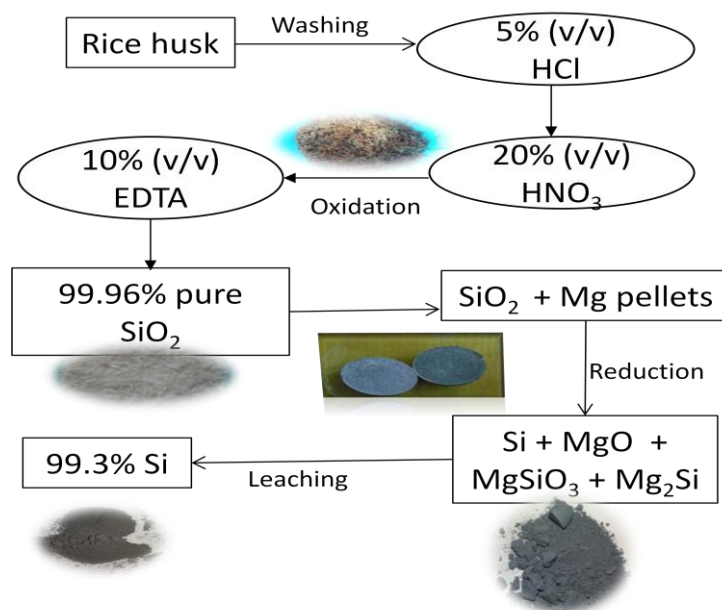 Rice husk
Washing
5% (v/v)
HCl
20% (v/v)
HNO₃
Oxidation
10% (v/v)
EDTA
99.96% pure
SiO₂
SiO₂ + Mg pellets
Reduction
Si + MgO +
MgSiO₃ + Mg₂Si
Leaching
99.3% Si